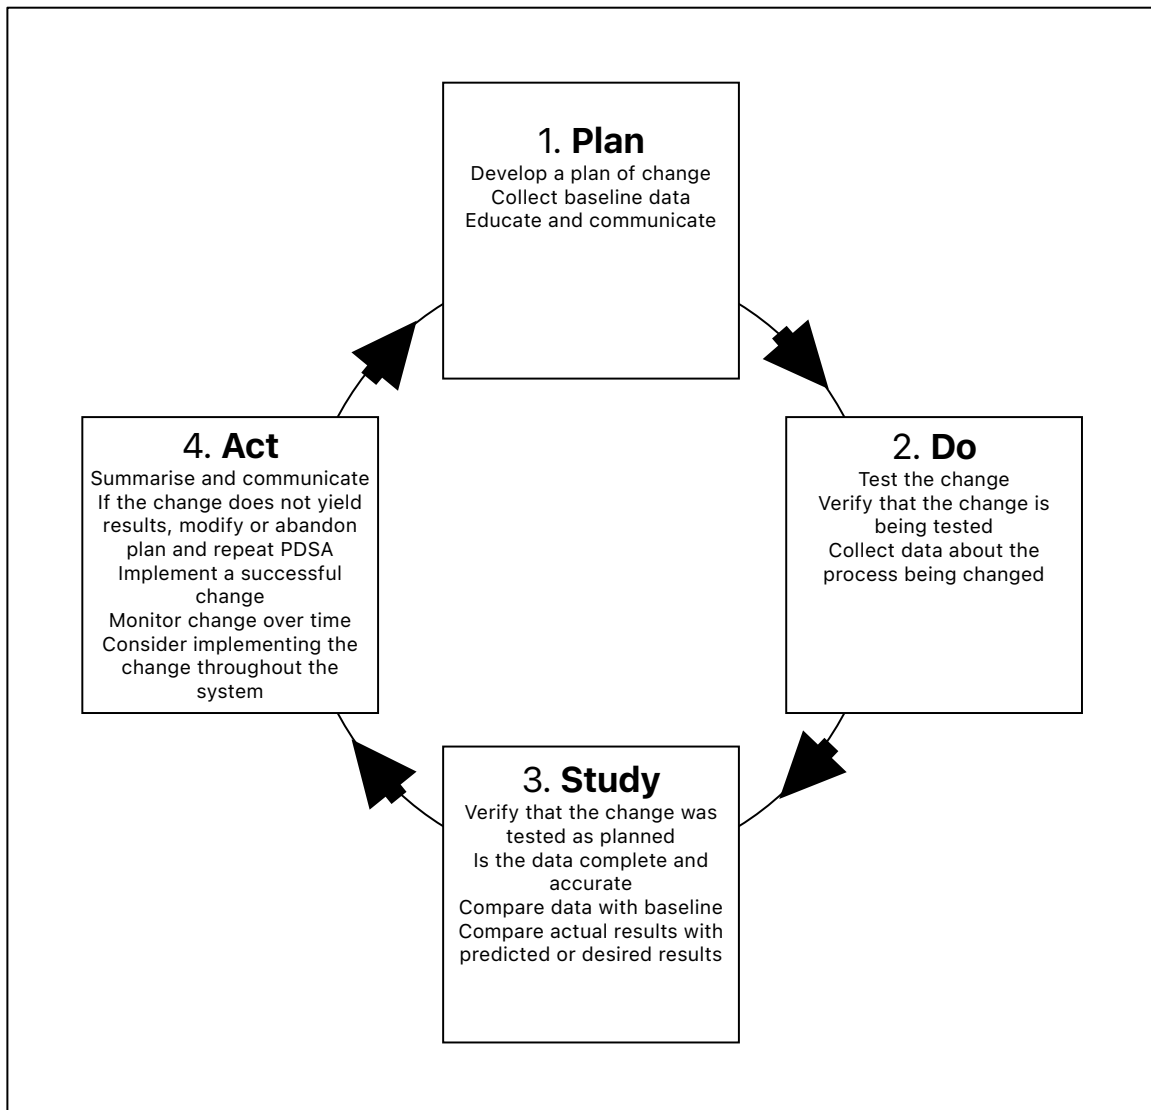 1. Plan
Develop a plan of change
Collect baseline data
Educate and communicate
2. Do
Test the change
Verify that the change is
being tested
Collect data about the
process being changed
3. Study
Verify that the change was
tested as planned
Is the data complete and
accurate
Compare data with baseline
Compare actual results with
predicted or desired results
4. Act
Summarise and communicate
If the change does not yield
results, modify or abandon
plan and repeat PDSA
Implement a successful
change
Monitor change over time
Consider implementing the
change throughout the
system